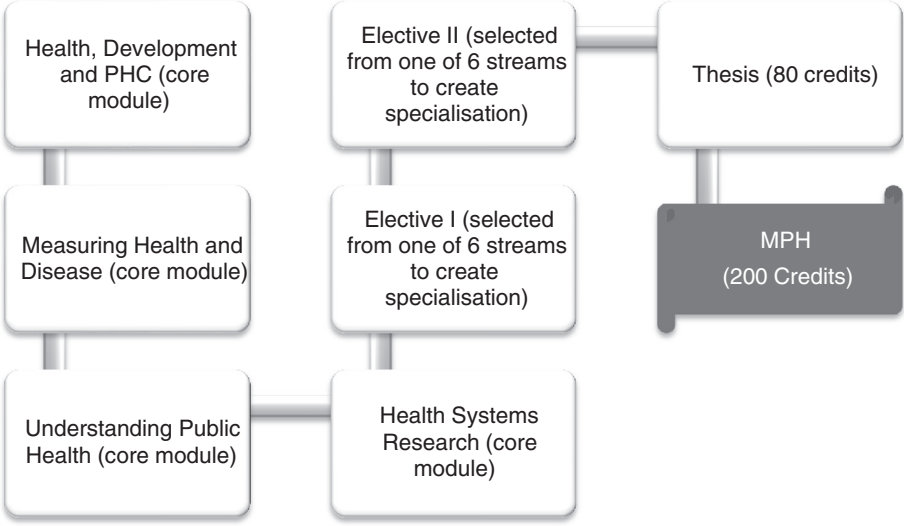 Health, Development
and PHC (core
module)
Measuring Health and
Disease (core module)
Understanding Public
Health (core module)
Health Systems
Research (core
module)
Elective I (selected
from one of 6 streams
to create
specialisation)
Elective II (selected
from one of 6 streams
to create
specialisation)
Thesis (80 credits)
MPH
(200 Credits)